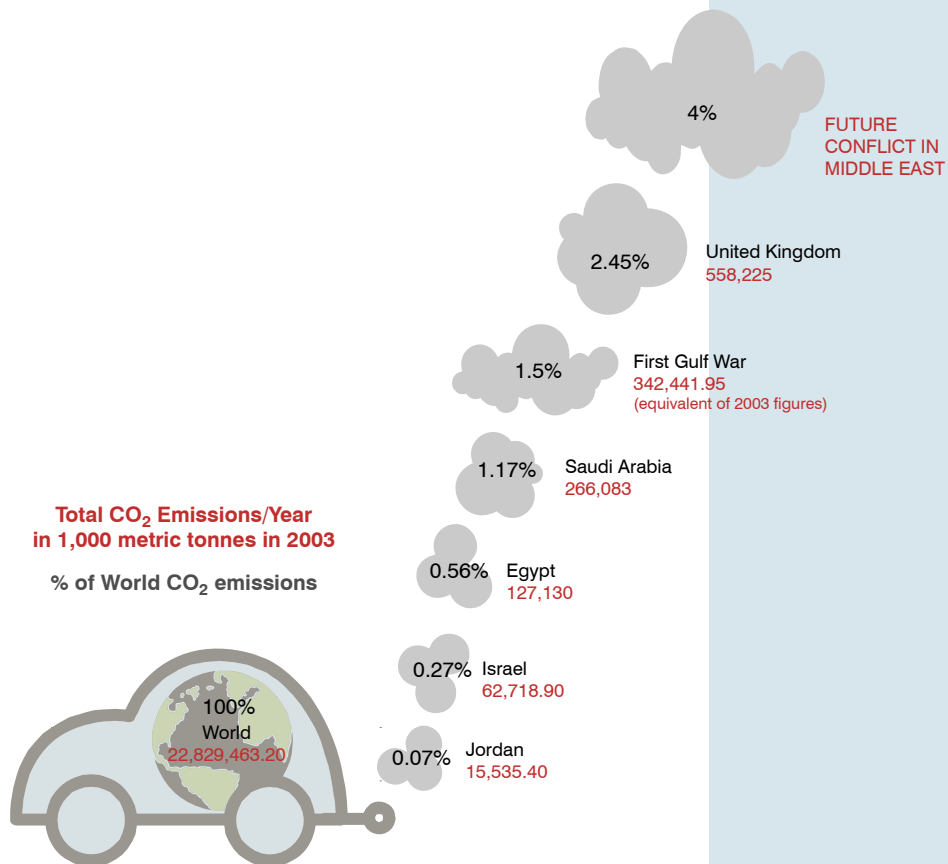 4%
FUTURE
CONFLICT IN
MIDDLE EAST
2.45%
United Kingdom
558,225
1.5%
First Gulf War
342,441.95
(equivalent of 2003 figures)
1.17%
Saudi Arabia
266,083
Total CO₂ Emissions/Year
in 1,000 metric tonnes in 2003
% of World CO₂ emissions
0.56%
Egypt
127,130
0.27%
Israel
62,718.90
100%
World
22,829,463.20
0.07%
Jordan
15,535.40